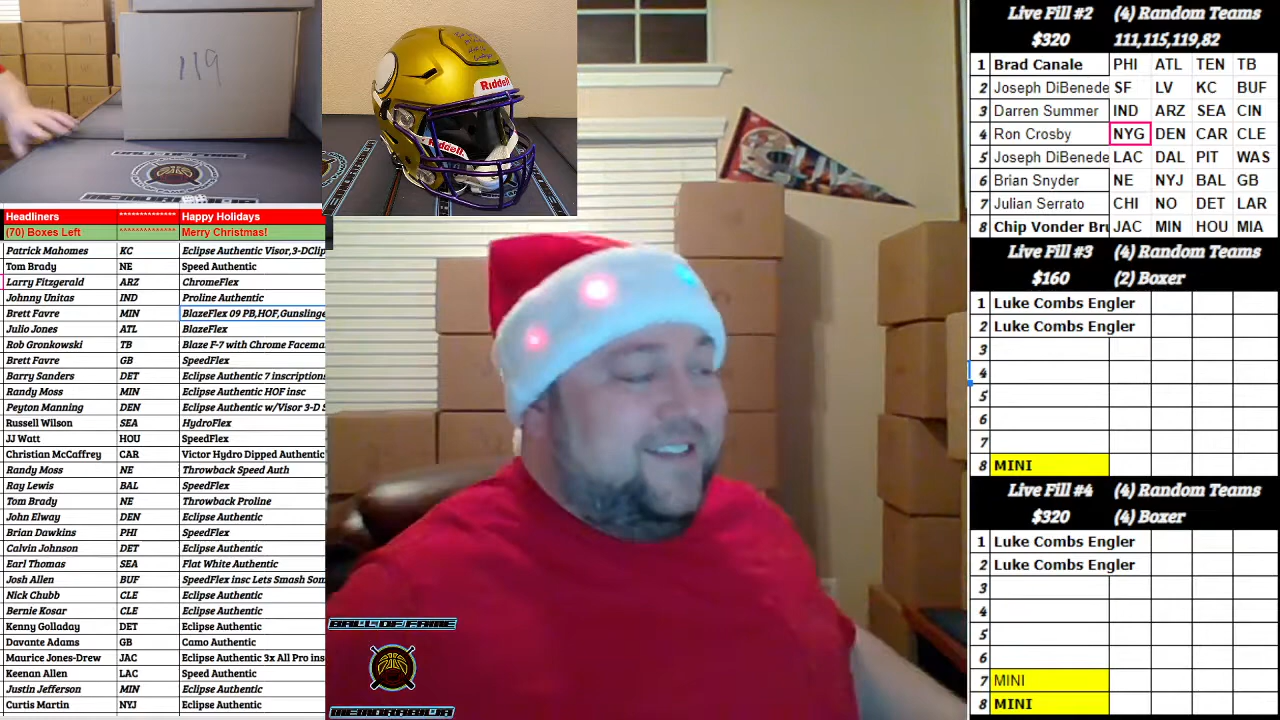 119
Riddell
Riddell
BALL OF FAME
Headliners ************** Happy Holidays
(70) Boxes Left ************** Merry Christmas!
Patrick Mahomes KC Eclipse Authentic Visor,3-DClip
Tom Brady NE Speed Authentic
Larry Fitzgerald ARZ ChromeFlex
Johnny Unitas IND Proline Authentic
Brett Favre MIN BlazeFlex 09 PB,HOF,Gunslinge
Julio Jones ATL BlazeFlex
Rob Gronkowski TB Blaze F-7 with Chrome Facema
Brett Favre GB SpeedFlex
Barry Sanders DET Eclipse Authentic 7 inscription
Randy Moss MIN Eclipse Authentic HOF insc
Peyton Manning DEN Eclipse Authentic w/Visor 3-D S
Russell Wilson SEA HydroFlex
JJ Watt HOU SpeedFlex
Christian McCaffrey CAR Victor Hydro Dipped Authentic
Randy Moss NE Throwback Speed Auth
Ray Lewis BAL SpeedFlex
Tom Brady NE Throwback Proline
John Elway DEN Eclipse Authentic
Brian Dawkins PHI SpeedFlex
Calvin Johnson DET Eclipse Authentic
Earl Thomas SEA Flat White Authentic
Josh Allen BUF SpeedFlex insc Lets Smash Som
Nick Chubb CLE Eclipse Authentic
Bernie Kosar CLE Eclipse Authentic
Kenny Golladay DET Eclipse Authentic
Davante Adams GB Camo Authentic
Maurice Jones-Drew JAC Eclipse Authentic 3x All Pro ins
Keenan Allen LAC Speed Authentic
Justin Jefferson MIN Eclipse Authentic
Curtis Martin NYJ Eclipse Authentic
BALL OF FAME
MEMORABILIA
Live Fill #2 (4) Random Teams
$320 111,115,119,82
1 Brad Canale PHI ATL TEN TB
2 Joseph DiBenede SF LV KC BUF
3 Darren Summer IND ARZ SEA CIN
4 Ron Crosby NYG DEN CAR CLE
5 Joseph DiBenede LAC DAL PIT WAS
6 Brian Snyder NE NYJ BAL GB
7 Julian Serrato CHI NO DET LAR
8 Chip Vonder Bru JAC MIN HOU MIA
Live Fill #3 (4) Random Teams
$160 (2) Boxer
1 Luke Combs Engler
2 Luke Combs Engler
3
4
5
6
7
8 MINI
Live Fill #4 (4) Random Teams
$320 (4) Boxer
1 Luke Combs Engler
2 Luke Combs Engler
3
4
5
6
7 MINI
8 MINI